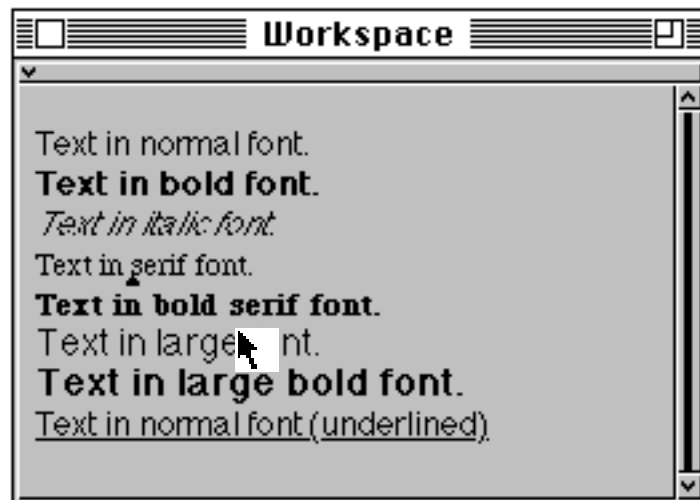 Workspace
Text in normal font.
Text in bold font.
Text in italic font.
Text in serif font.
Text in bold serif font.
Text in large nt.
Text in large bold font.
Text in normal font (underlined)